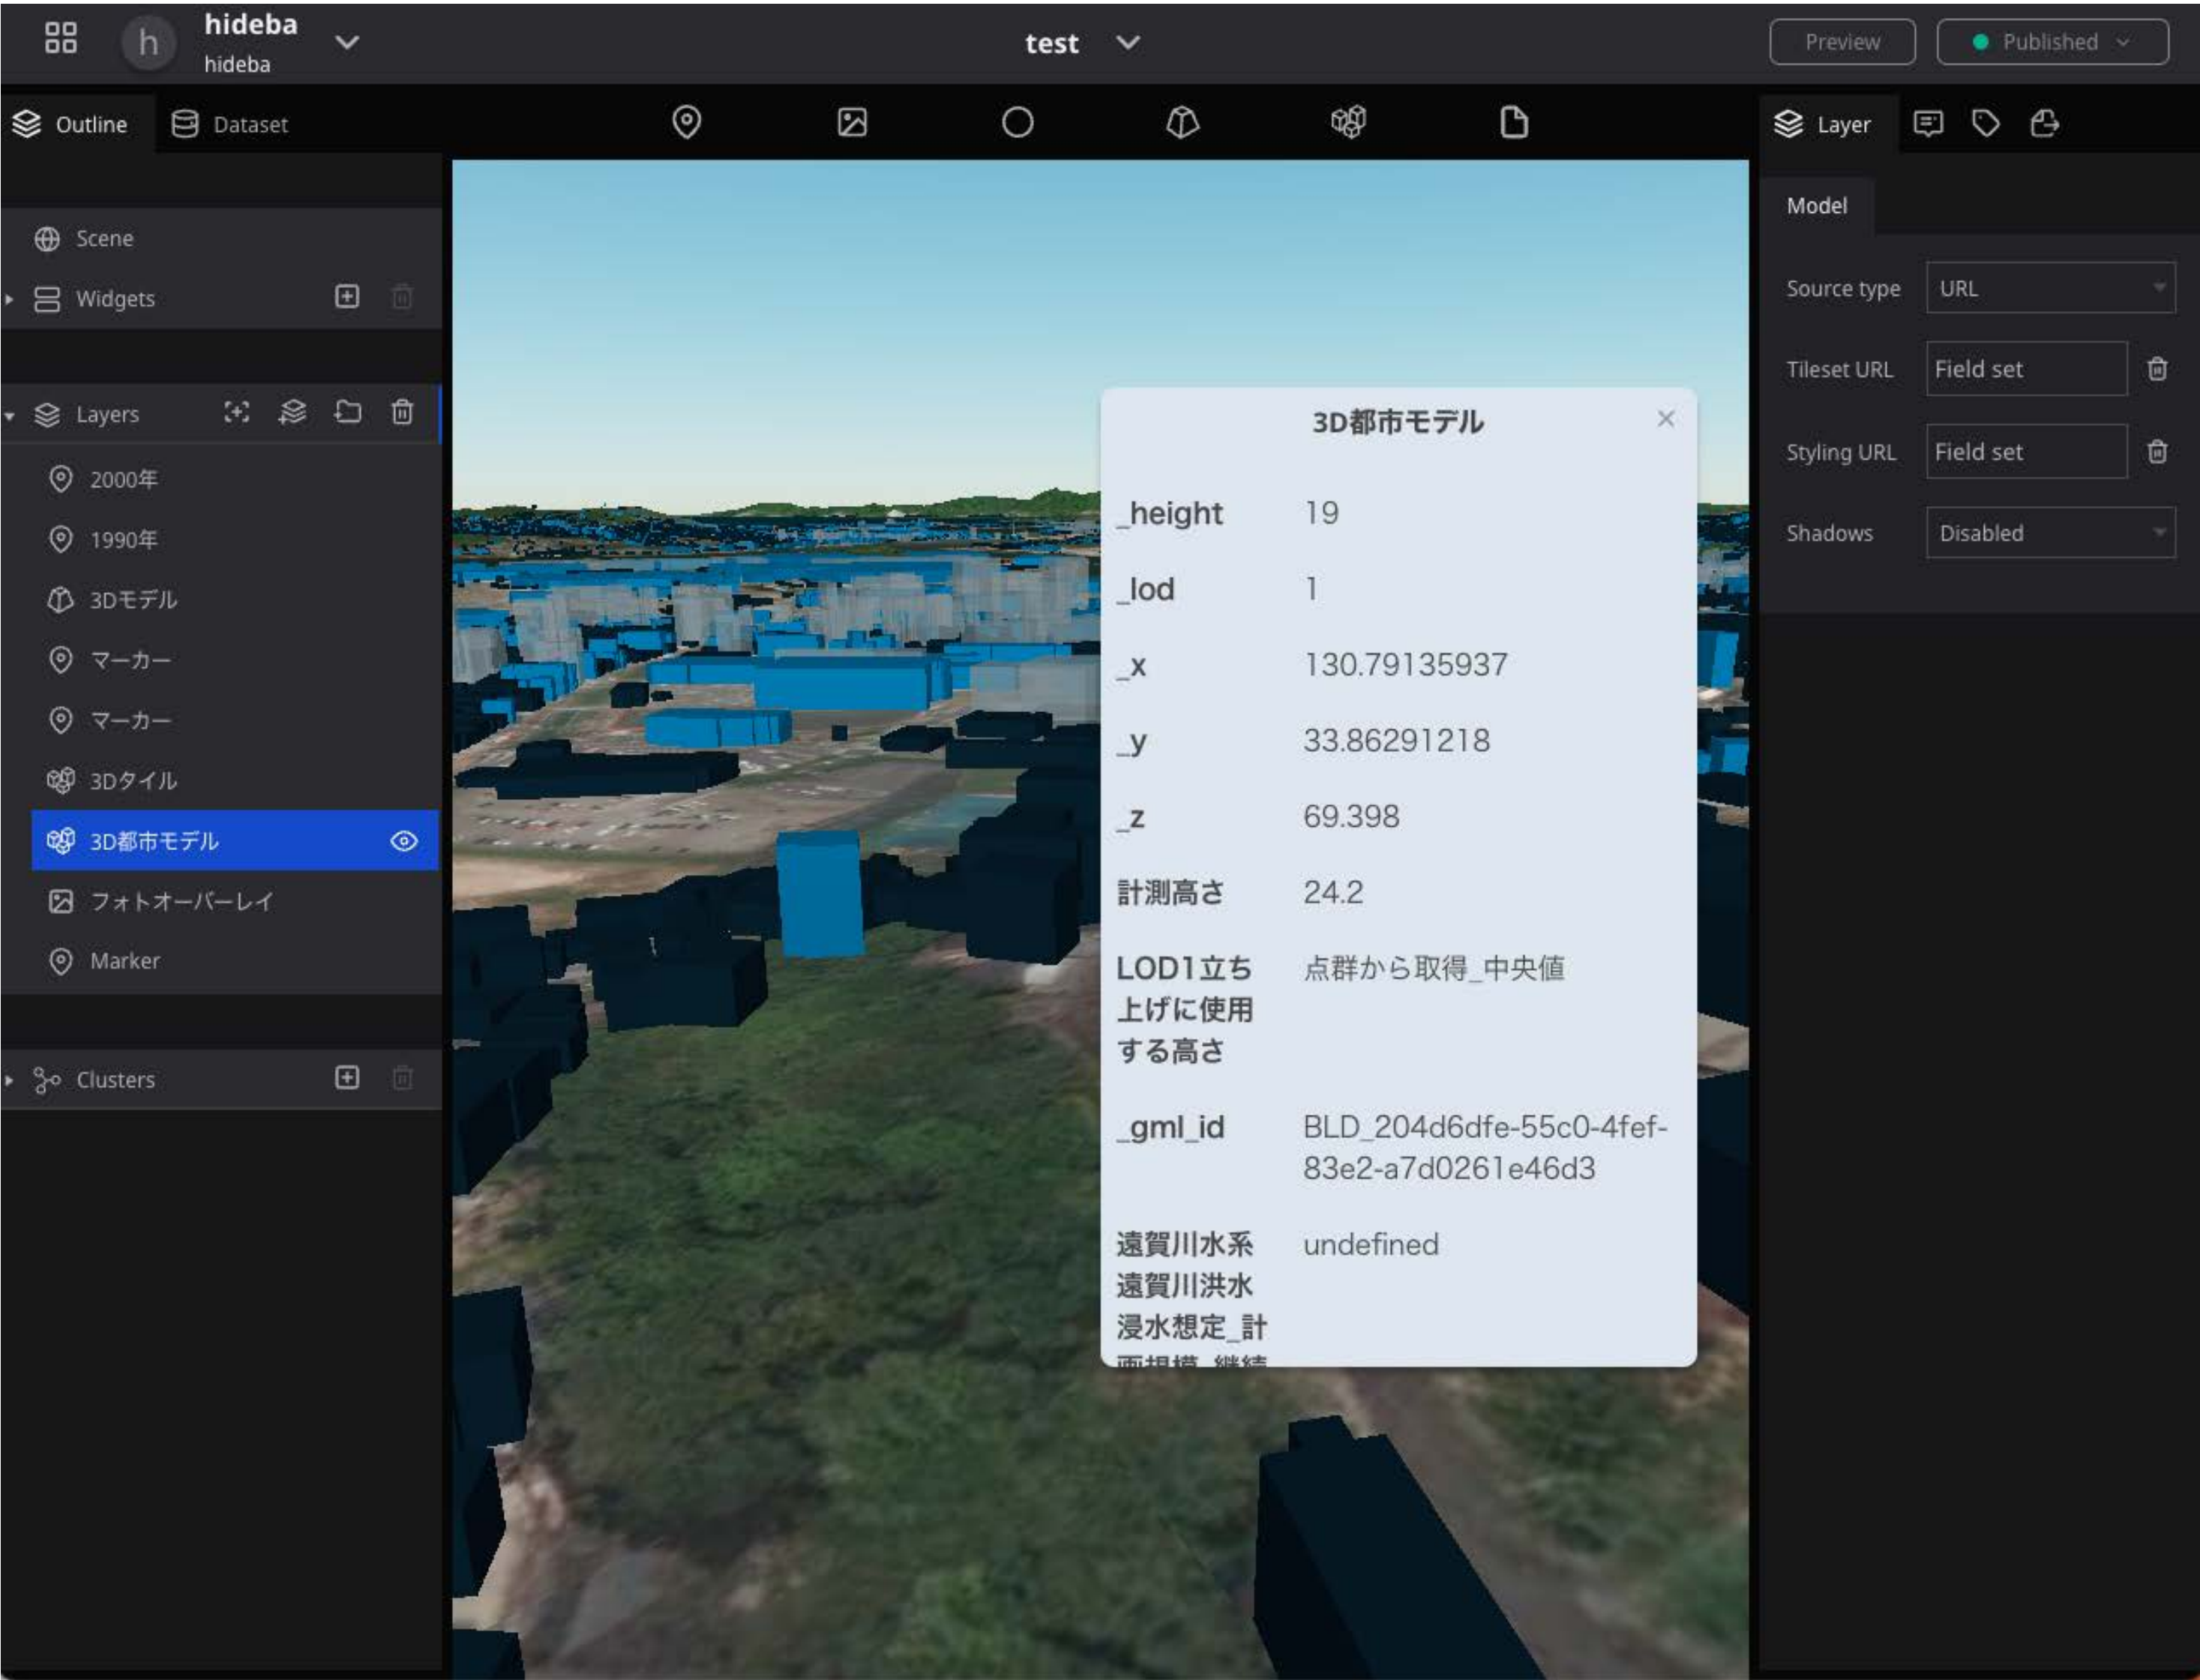 hideba
h
hideba
test
Preview
Published
Outline
Dataset
Layer
Scene
Widgets
Layers
2000年
1990年
3Dモデル
マーカー
マーカー
3Dタイル
3D都市モデル
フォトオーバーレイ
Marker
Clusters
3D都市モデル
_height 19
_lod 1
_x 130.79135937
_y 33.86291218
_z 69.398
計測高さ 24.2
LOD1立ち 点群から取得_中央値
上げに使用
する高さ
_gml_id BLD_204d6dfe-55c0-4fef-
83e2-a7d0261e46d3
遠賀川水系 undefined
遠賀川洪水
浸水想定_計
画規模_継続
Model
Source type URL
Tileset URL Field set
Styling URL Field set
Shadows Disabled